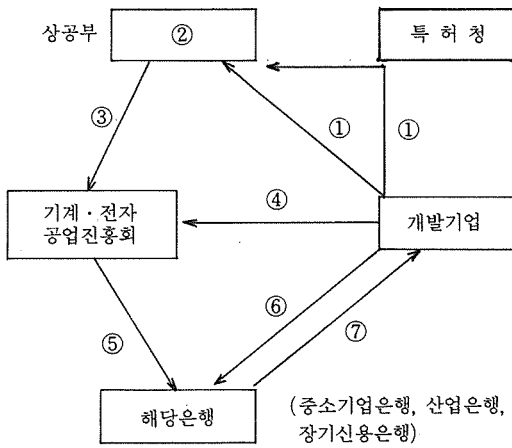 상공부
②
특 허 청
③
①
①
기계·전자
공업진흥회
④
개발기업
⑤
⑥
⑦
해당은행
(중소기업은행, 산업은행,
장기신용은행)